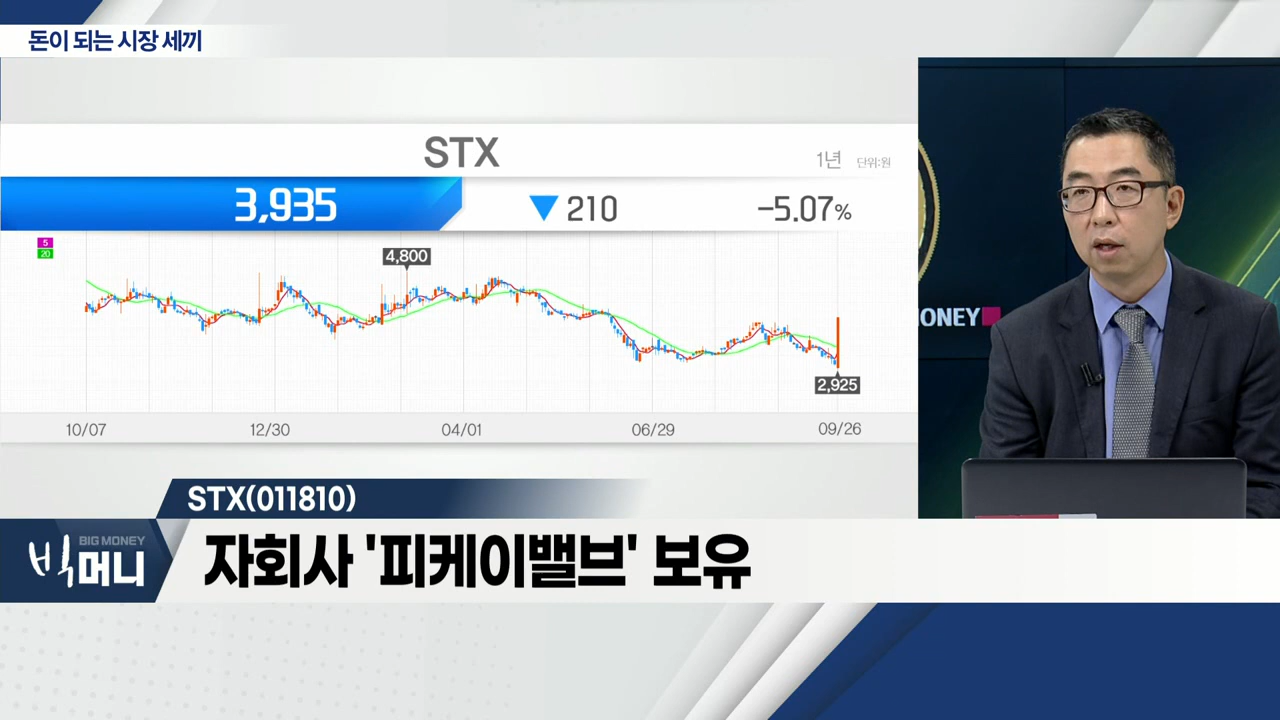 돈이 되는 시장 세끼
STX
1년 단위:원
3,935 ▼ 210 -5.07%
5
20
4,800
2,925
10/07 12/30 04/01 06/29 09/26
ONEY
STX(011810)
BIG MONEY
빅머니
자회사 '피케이밸브' 보유